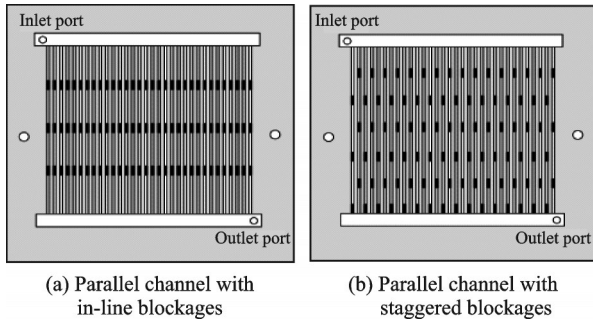 Inlet port
Outlet port
(a) Parallel channel with
in-line blockages
Inlet port
Outlet port
(b) Parallel channel with
staggered blockages